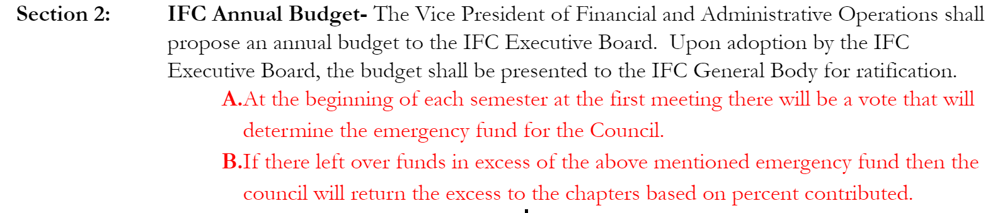 Section 2: IFC Annual Budget- The Vice President of Financial and Administrative Operations shall
propose an annual budget to the IFC Executive Board.  Upon adoption by the IFC
Executive Board, the budget shall be presented to the IFC General Body for ratification.
A.At the beginning of each semester at the first meeting there will be a vote that will
determine the emergency fund for the Council.
B.If there left over funds in excess of the above mentioned emergency fund then the
council will return the excess to the chapters based on percent contributed.